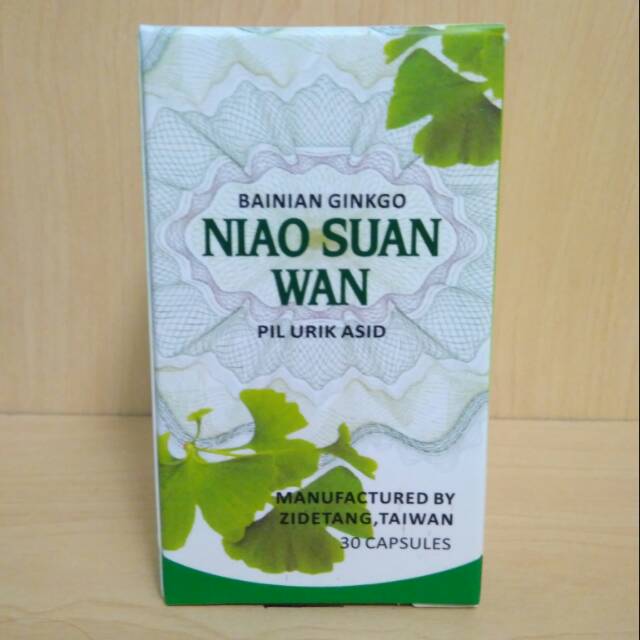 BAINIAN GINKGO
NIAO SUAN
WAN
PIL URIK ASID
MANUFACTURED BY
ZIDETANG,TAIWAN
30 CAPSULES